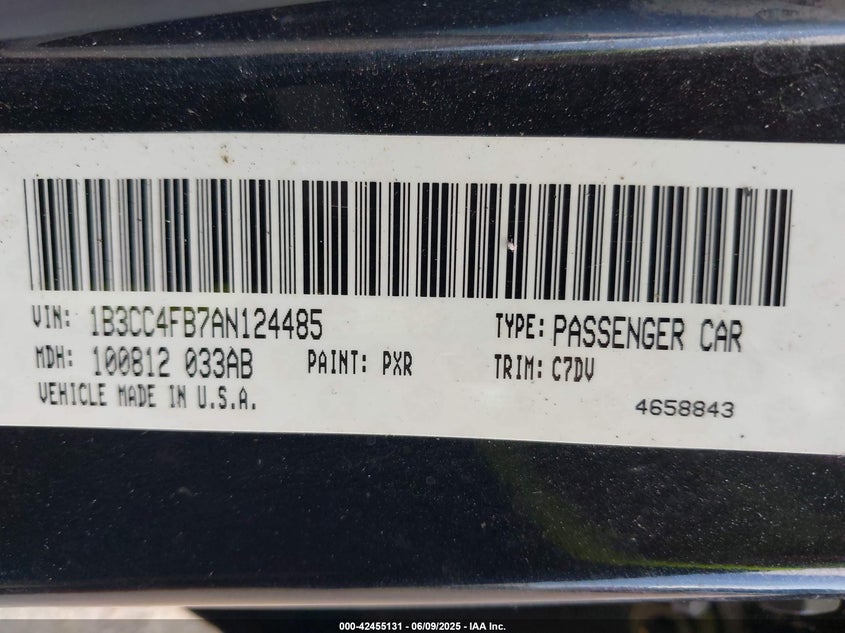 VIN: 1B3CC4FB7AN124485 TYPE: PASSENGER CAR
MDH: 100812 033AB PAINT: PXR TRIM: C7DV
VEHICLE MADE IN U.S.A. 4658843
000-42455131 - 06/09/2025 - IAA Inc.